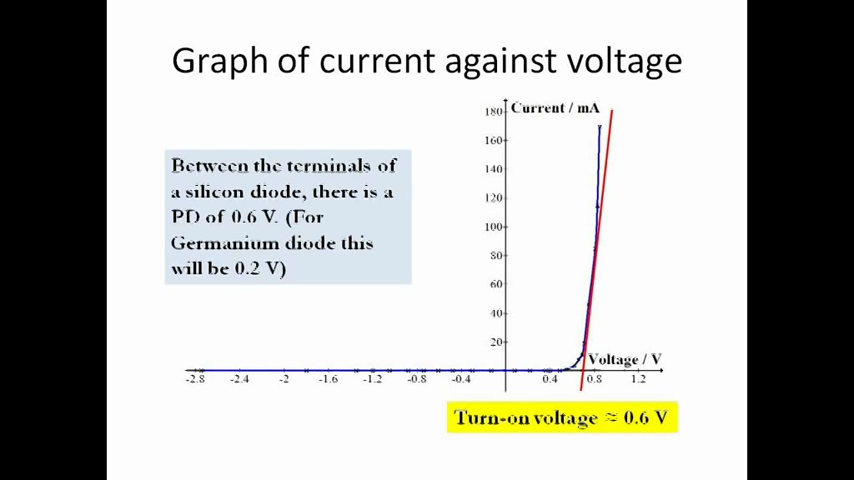 Graph of current against voltage
Current / mA
180
160
140
120
100
80
60
40
20
Between the terminals of
a silicon diode, there is a
PD of 0.6 V. (For
Germanium diode this
will be 0.2 V)
Voltage / V
-2.8 -2.4 -2 -1.6 -1.2 -0.8 -0.4 0 0.4 0.8 1.2
Turn-on voltage ≈ 0.6 V